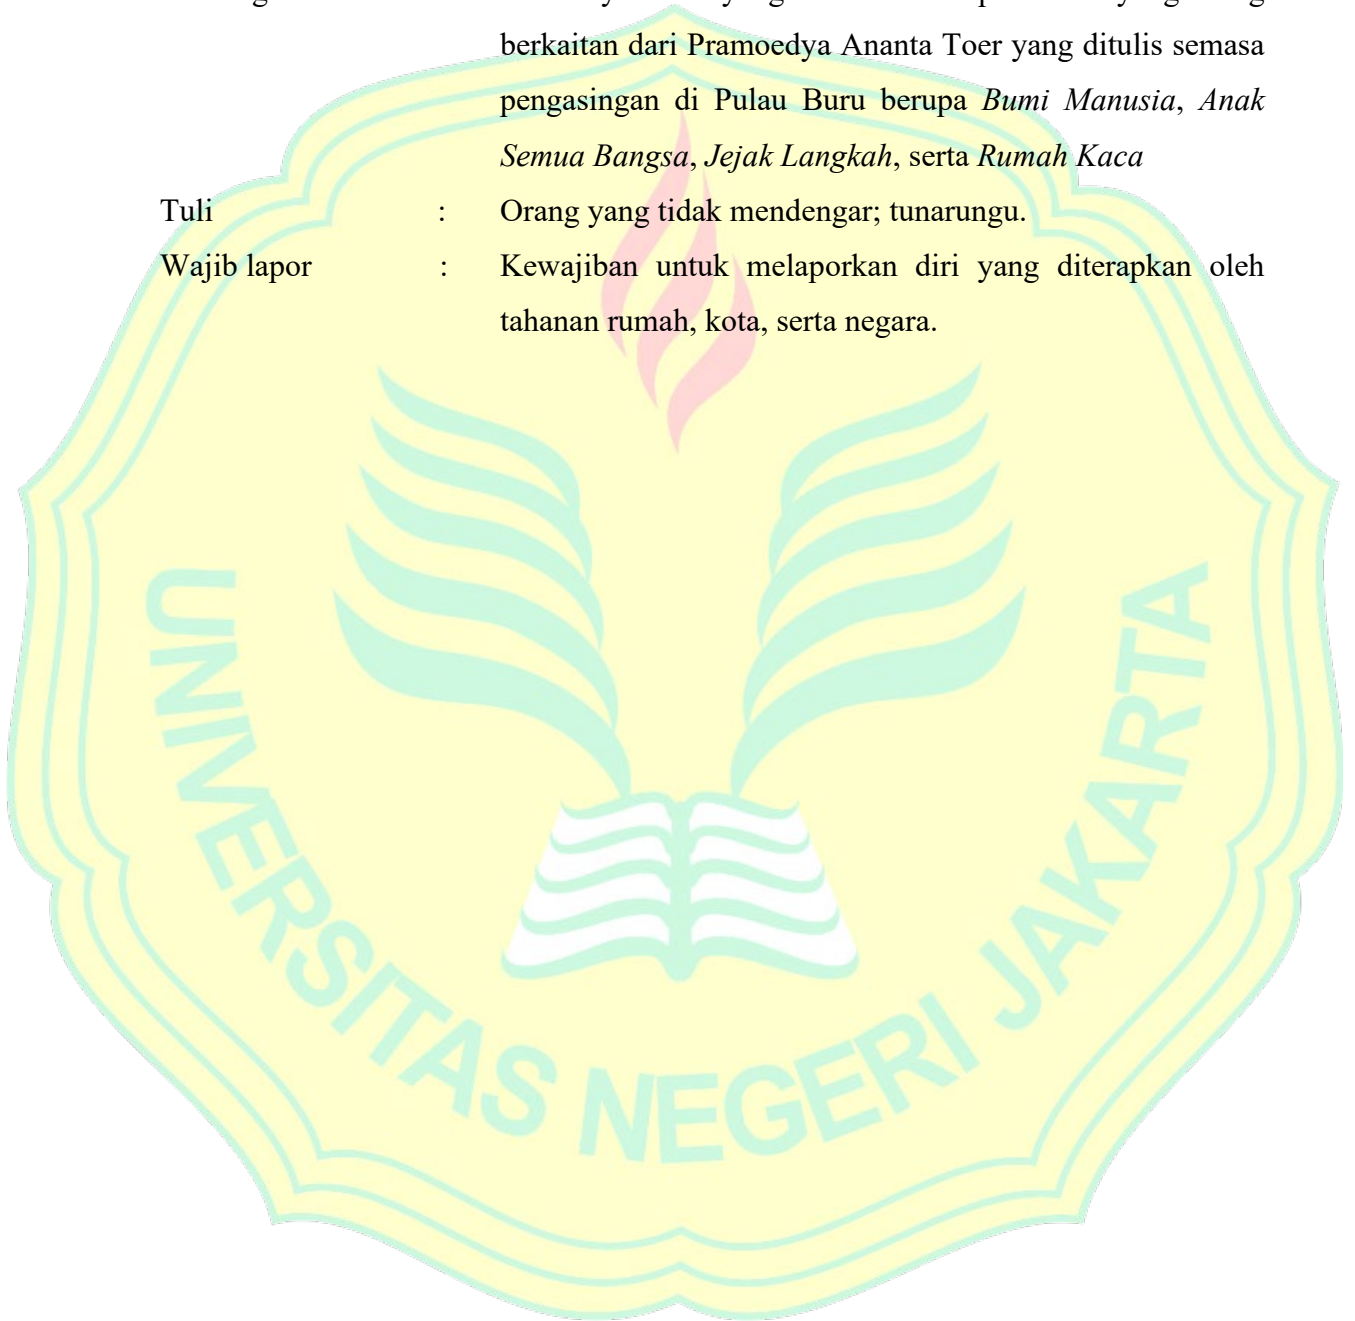 berkaitan dari Pramoedya Ananta Toer yang ditulis semasa
pengasingan di Pulau Buru berupa Bumi Manusia, Anak
Semua Bangsa, Jejak Langkah, serta Rumah Kaca
Tuli : Orang yang tidak mendengar; tunarungu.
Wajib lapor : Kewajiban untuk melaporkan diri yang diterapkan oleh
tahanan rumah, kota, serta negara.
UNIVERSITAS NEGERI JAKARTA